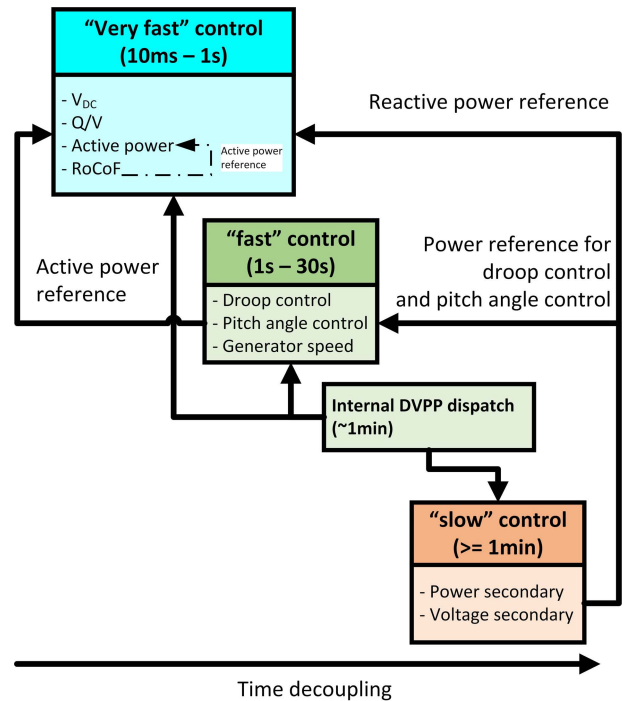 “Very fast” control
(10ms – 1s)
- VDC
- Q/V
- Active power
- RoCoF
Active power
reference
Reactive power reference
“fast” control
(1s – 30s)
- Droop control
- Pitch angle control
- Generator speed
Active power
reference
Power reference for
droop control
and pitch angle control
Internal DVPP dispatch
(~1min)
“slow” control
(>= 1min)
- Power secondary
- Voltage secondary
Time decoupling